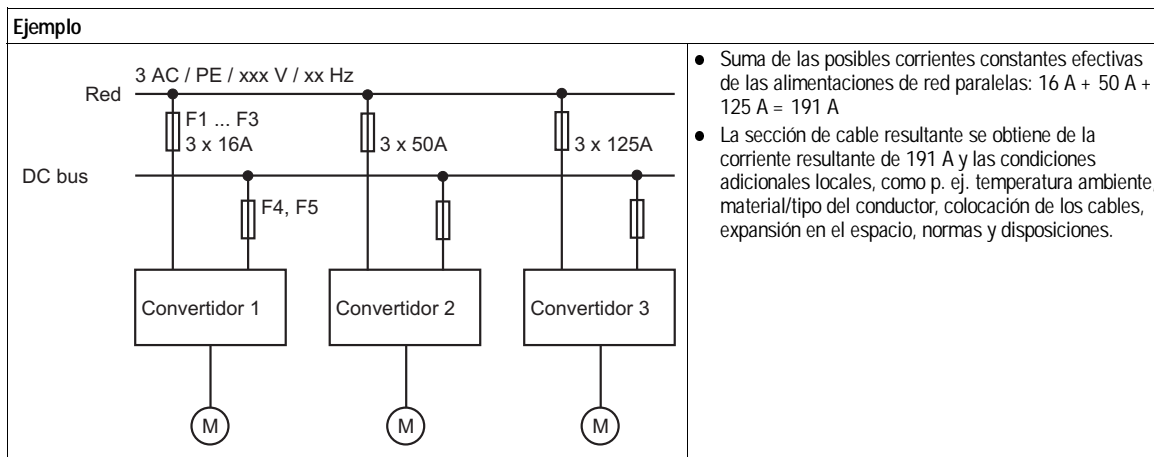 Ejemplo
3 AC / PE / xxx V / xx Hz
Red
F1 ... F3
3 x 16A
3 x 50A
3 x 125A
DC bus
F4, F5
Convertidor 1
Convertidor 2
Convertidor 3
M
M
M
● Suma de las posibles corrientes constantes efectivas
de las alimentaciones de red paralelas: 16 A + 50 A +
125 A = 191 A
● La sección de cable resultante se obtiene de la
corriente resultante de 191 A y las condiciones
adicionales locales, como p. ej. temperatura ambiente,
material/tipo del conductor, colocación de los cables,
expansión en el espacio, normas y disposiciones.